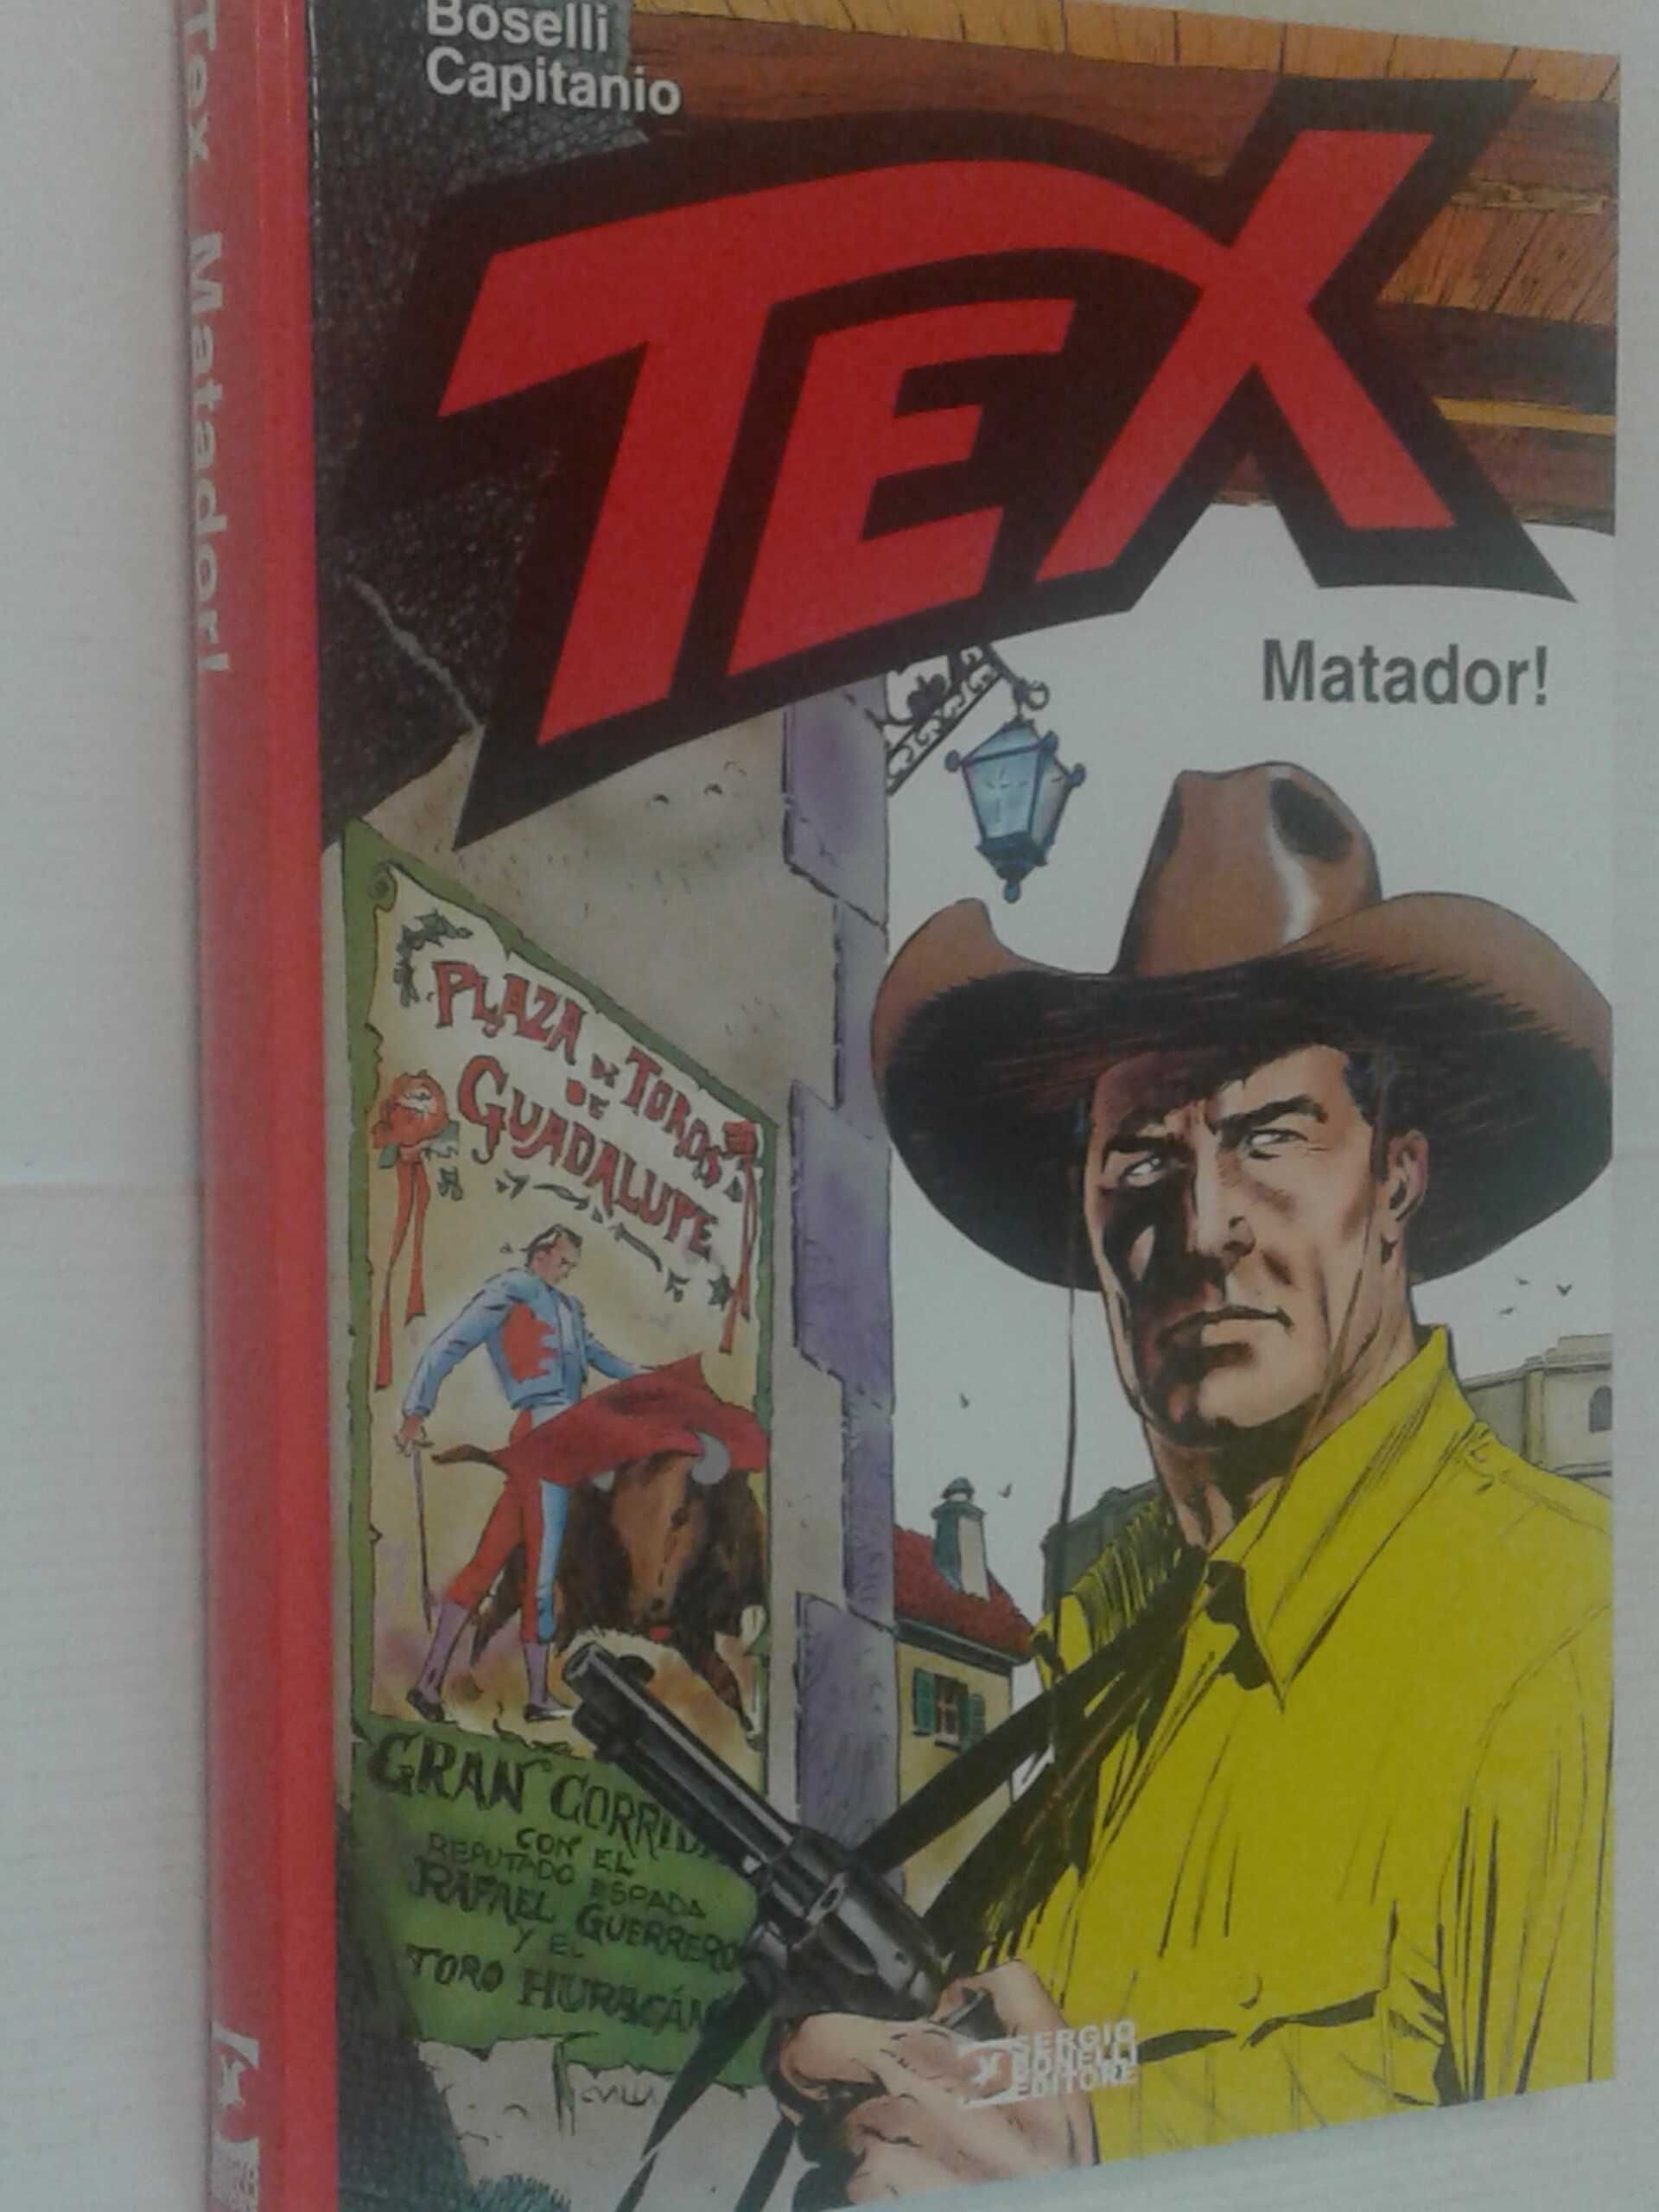 Tex Matador!
Boselli
Capitanio
TEX
Matador!
PLAZA DE TOROS
DE
GUADALUPE
GRAN CORRIDA
CON EL
REPUTADO ESPADA
RAFAEL GUERRERO
Y EL
TORO HURACÁN
SERGIO
BONELLI
EDITORE